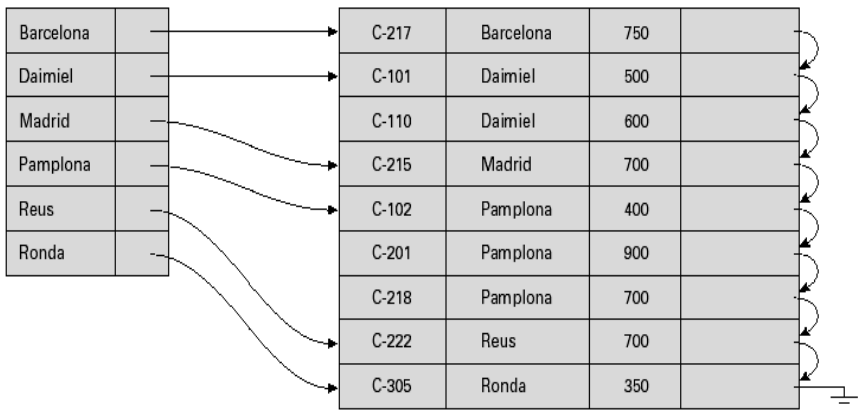 Barcelona
Daimiel
Madrid
Pamplona
Reus
Ronda
C-217 Barcelona 750
C-101 Daimiel 500
C-110 Daimiel 600
C-215 Madrid 700
C-102 Pamplona 400
C-201 Pamplona 900
C-218 Pamplona 700
C-222 Reus 700
C-305 Ronda 350